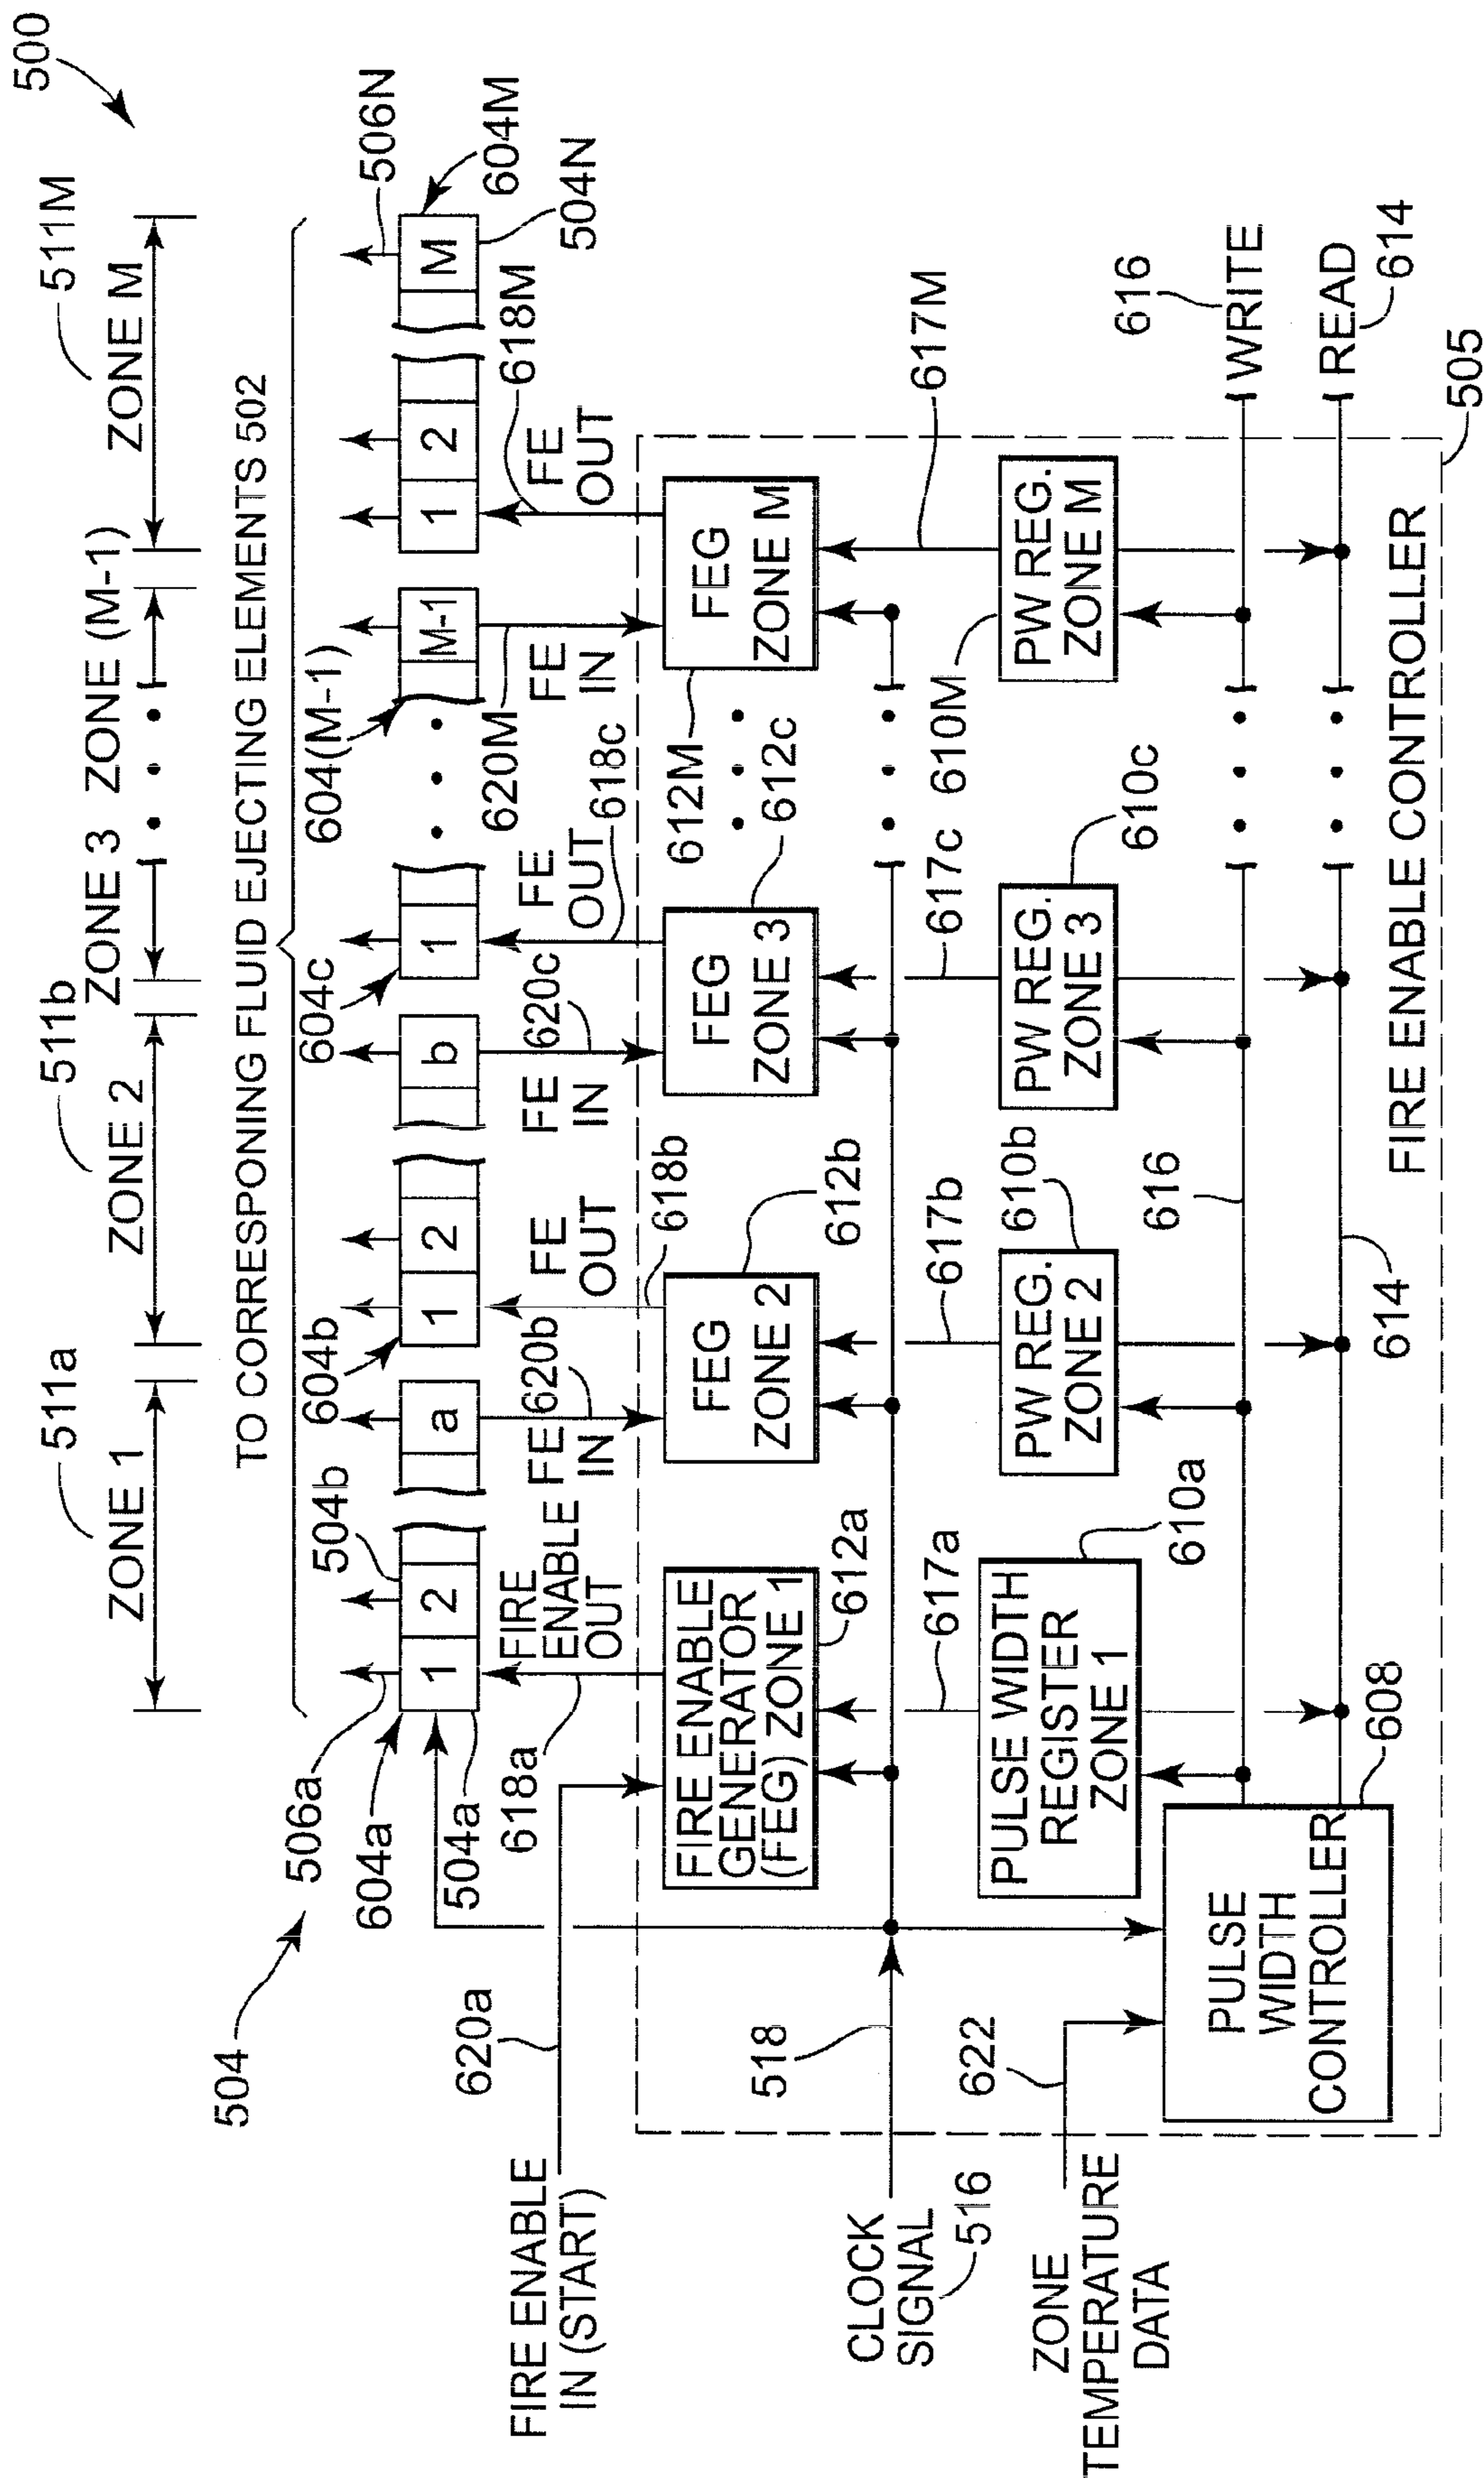 500
511a
511b
511M
ZONE 1
ZONE 2
ZONE 3
ZONE (M-1)
ZONE M
TO CORRESPONING FLUID EJECTING ELEMENTS 502
504
506a
604a
504a
504b
604b
604c
604(M-1)
506N
604M
504N
1
2
a
1
2
b
1
M-1
1
2
M
618a
FIRE
ENABLE
OUT
FE
IN
620b
FE
OUT
618b
FE
IN
620c
FE
OUT
618c
620M
FE
IN
FE
OUT
618M
FIRE ENABLE
IN (START)
620a
FIRE ENABLE
GENERATOR
(FEG) ZONE 1
612a
FEG
ZONE 2
612b
FEG
ZONE 3
612c
FEG
ZONE M
612M
CLOCK
SIGNAL
516
518
617a
617b
617c
617M
PULSE WIDTH
REGISTER
ZONE 1
610a
PW REG.
ZONE 2
610b
PW REG.
ZONE 3
610c
PW REG.
ZONE M
610M
ZONE
TEMPERATURE
DATA
622
PULSE
WIDTH
CONTROLLER
608
616
WRITE
616
614
READ
614
FIRE ENABLE CONTROLLER
505